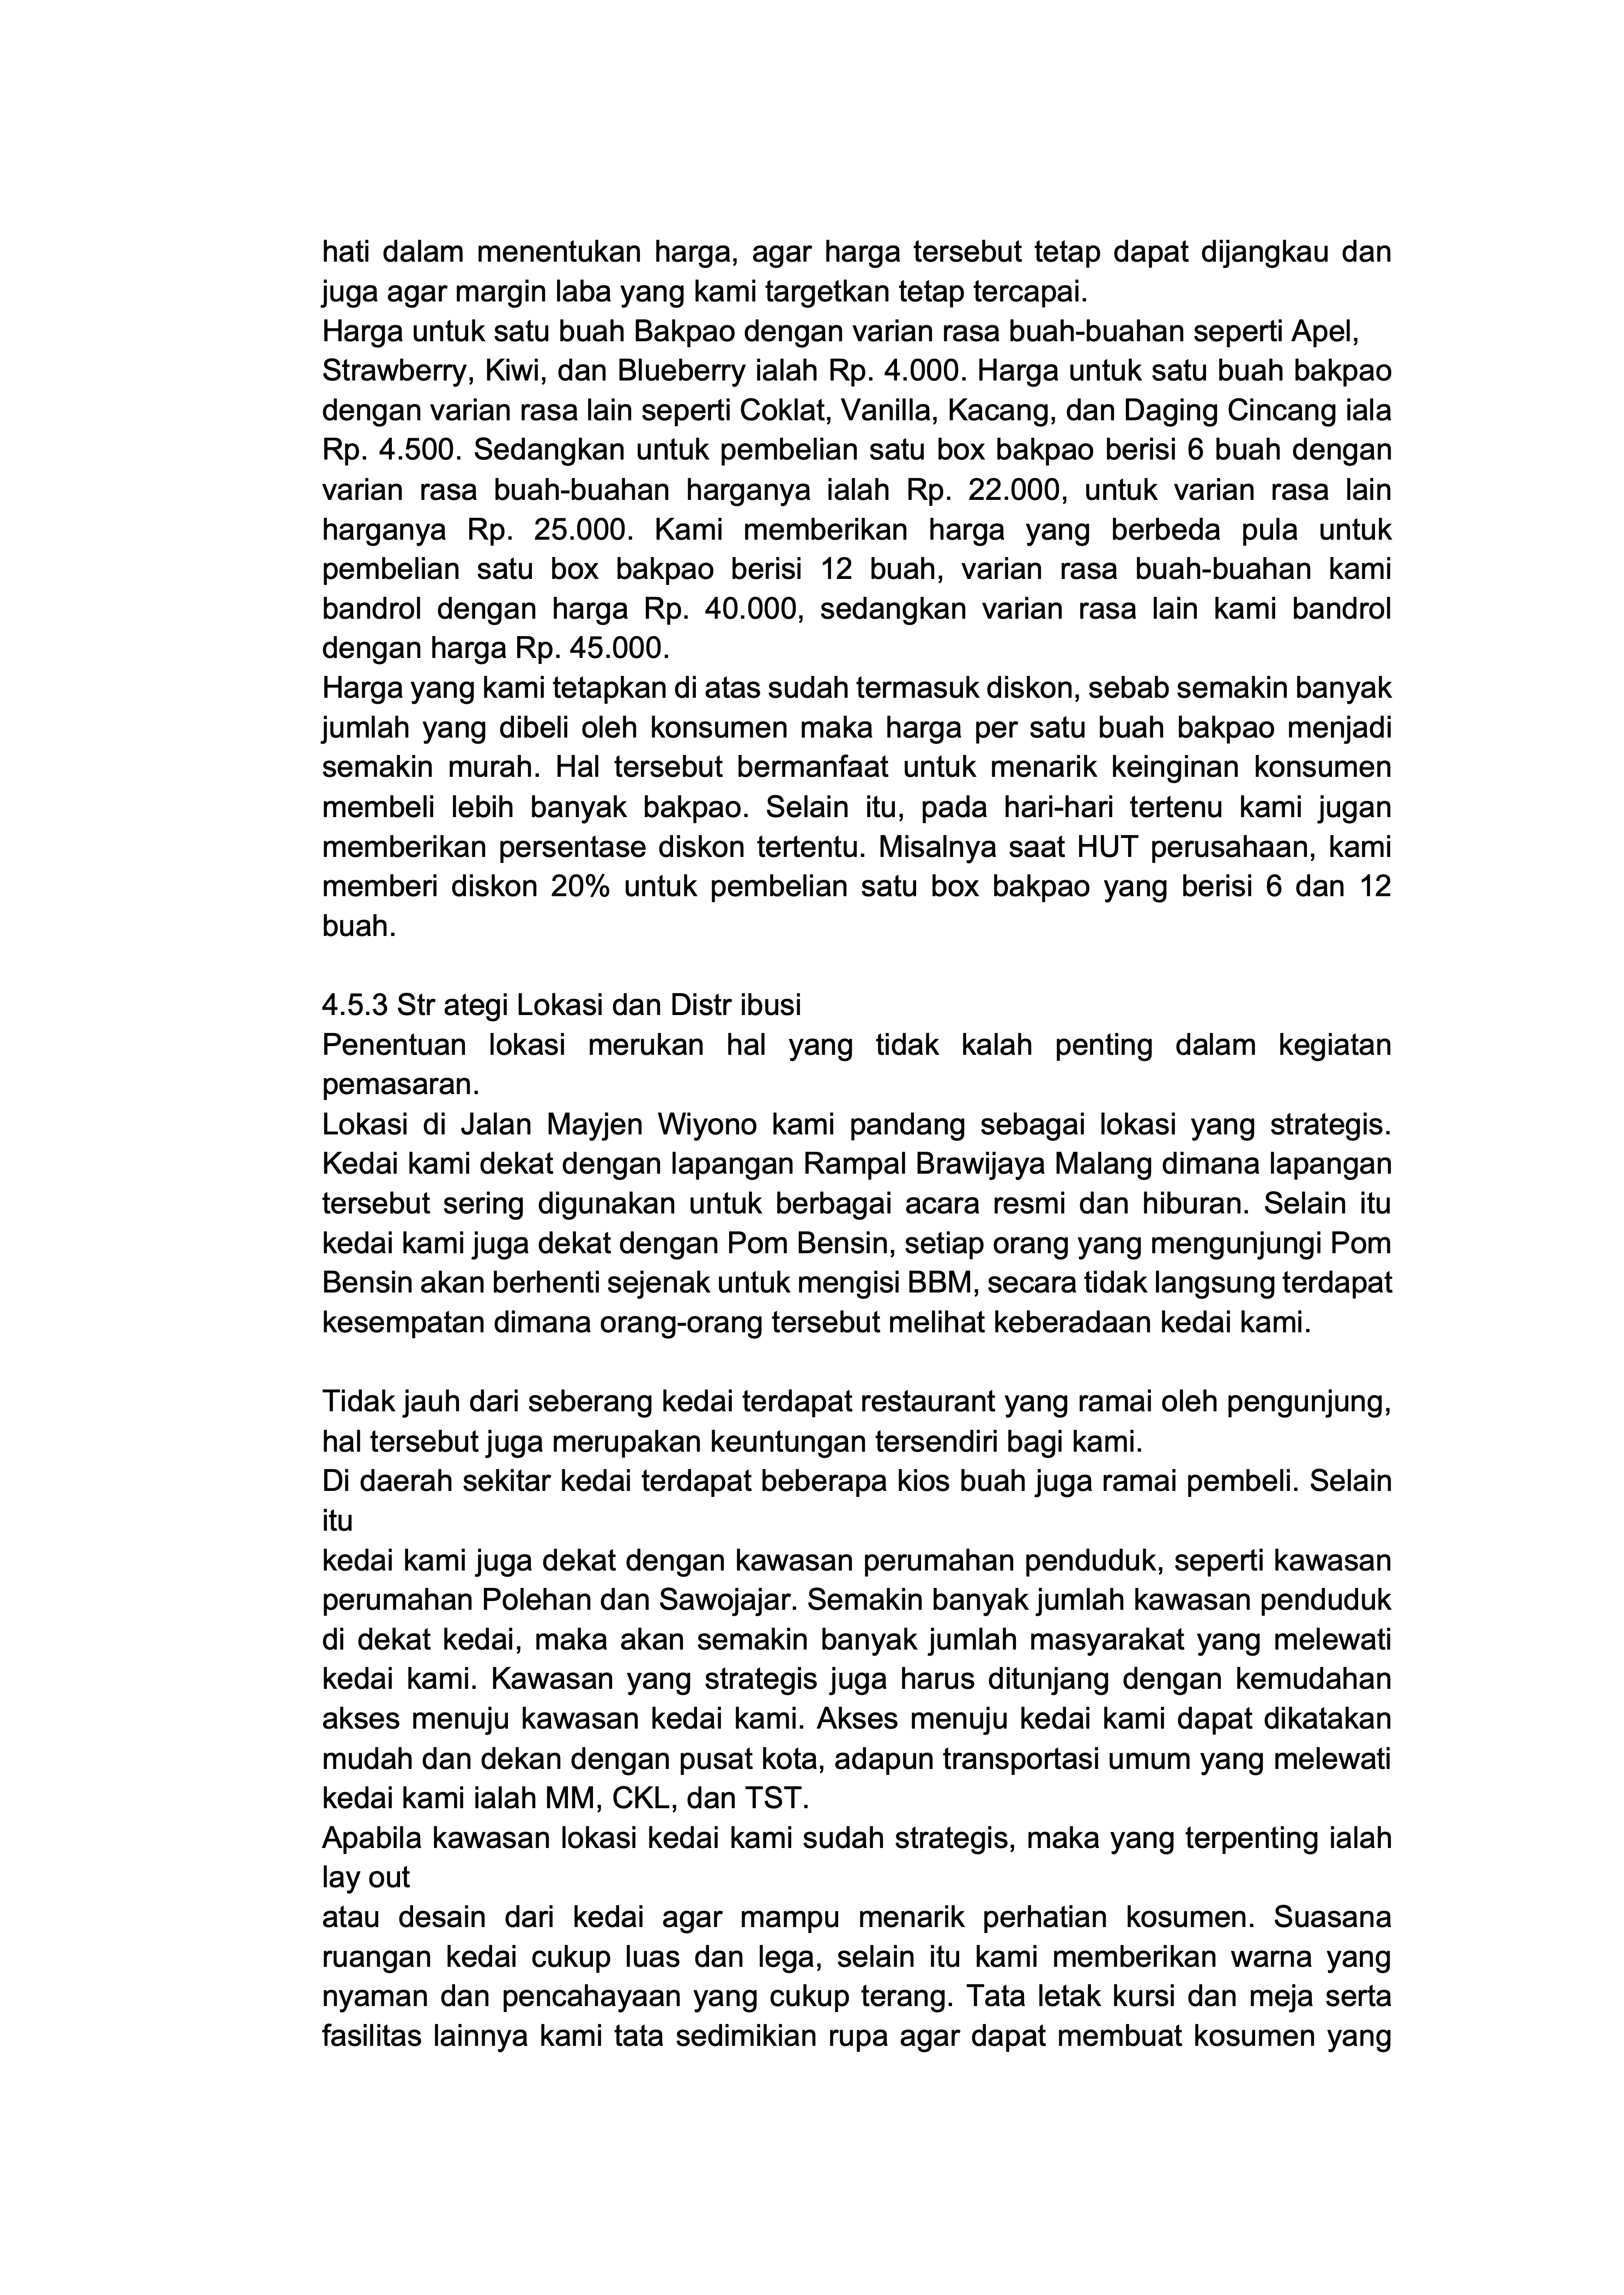 hati dalam menentukan harga, agar harga tersebut tetap dapat dijangkau dan
juga agar margin laba yang kami targetkan tetap tercapai.
Harga untuk satu buah Bakpao dengan varian rasa buah-buahan seperti Apel,
Strawberry, Kiwi, dan Blueberry ialah Rp. 4.000. Harga untuk satu buah bakpao
dengan varian rasa lain seperti Coklat, Vanilla, Kacang, dan Daging Cincang iala
Rp. 4.500. Sedangkan untuk pembelian satu box bakpao berisi 6 buah dengan
varian rasa buah-buahan harganya ialah Rp. 22.000, untuk varian rasa lain
harganya Rp. 25.000. Kami memberikan harga yang berbeda pula untuk
pembelian satu box bakpao berisi 12 buah, varian rasa buah-buahan kami
bandrol dengan harga Rp. 40.000, sedangkan varian rasa lain kami bandrol
dengan harga Rp. 45.000.
Harga yang kami tetapkan di atas sudah termasuk diskon, sebab semakin banyak
jumlah yang dibeli oleh konsumen maka harga per satu buah bakpao menjadi
semakin murah. Hal tersebut bermanfaat untuk menarik keinginan konsumen
membeli lebih banyak bakpao. Selain itu, pada hari-hari tertenu kami jugan
memberikan persentase diskon tertentu. Misalnya saat HUT perusahaan, kami
memberi diskon 20% untuk pembelian satu box bakpao yang berisi 6 dan 12
buah.
4.5.3 Str ategi Lokasi dan Distr ibusi
Penentuan lokasi merukan hal yang tidak kalah penting dalam kegiatan
pemasaran.
Lokasi di Jalan Mayjen Wiyono kami pandang sebagai lokasi yang strategis.
Kedai kami dekat dengan lapangan Rampal Brawijaya Malang dimana lapangan
tersebut sering digunakan untuk berbagai acara resmi dan hiburan. Selain itu
kedai kami juga dekat dengan Pom Bensin, setiap orang yang mengunjungi Pom
Bensin akan berhenti sejenak untuk mengisi BBM, secara tidak langsung terdapat
kesempatan dimana orang-orang tersebut melihat keberadaan kedai kami.
Tidak jauh dari seberang kedai terdapat restaurant yang ramai oleh pengunjung,
hal tersebut juga merupakan keuntungan tersendiri bagi kami.
Di daerah sekitar kedai terdapat beberapa kios buah juga ramai pembeli. Selain
itu
kedai kami juga dekat dengan kawasan perumahan penduduk, seperti kawasan
perumahan Polehan dan Sawojajar. Semakin banyak jumlah kawasan penduduk
di dekat kedai, maka akan semakin banyak jumlah masyarakat yang melewati
kedai kami. Kawasan yang strategis juga harus ditunjang dengan kemudahan
akses menuju kawasan kedai kami. Akses menuju kedai kami dapat dikatakan
mudah dan dekan dengan pusat kota, adapun transportasi umum yang melewati
kedai kami ialah MM, CKL, dan TST.
Apabila kawasan lokasi kedai kami sudah strategis, maka yang terpenting ialah
lay out
atau desain dari kedai agar mampu menarik perhatian kosumen. Suasana
ruangan kedai cukup luas dan lega, selain itu kami memberikan warna yang
nyaman dan pencahayaan yang cukup terang. Tata letak kursi dan meja serta
fasilitas lainnya kami tata sedimikian rupa agar dapat membuat kosumen yang